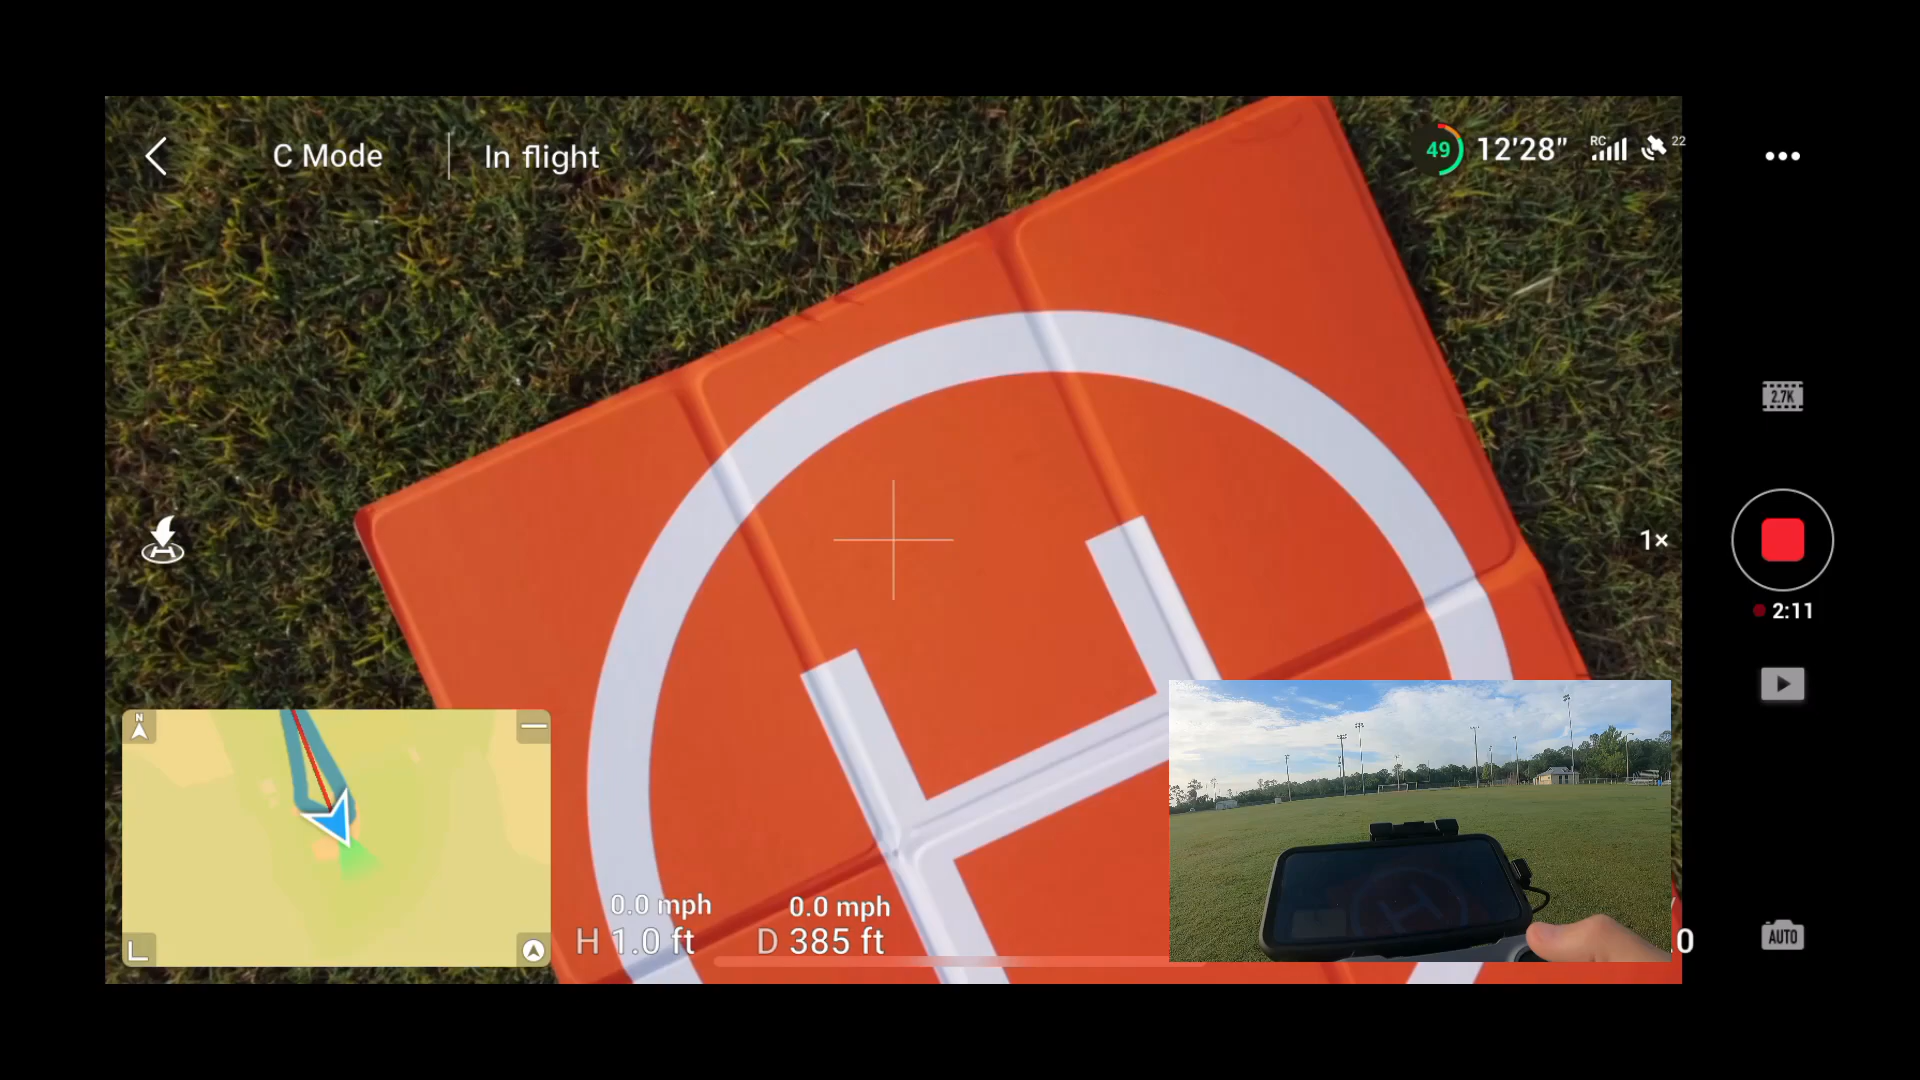 C Mode
In flight
49
12'28"
RC
22
2.7K
1×
2:11
N
0.0 mph
0.0 mph
H 1.0 ft
D 385 ft
H
0
AUTO